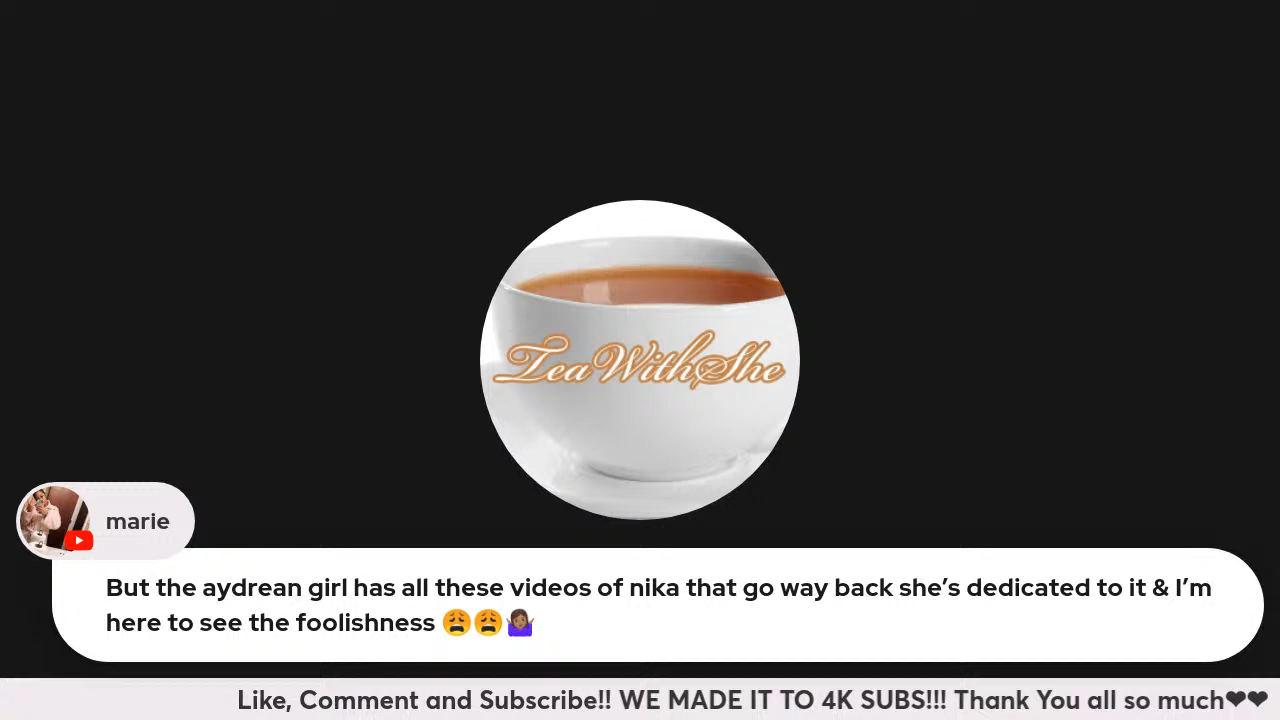 TeaWithShe
marie
But the aydrean girl has all these videos of nika that go way back she’s dedicated to it & I’m
here to see the foolishness 😩😩🤷🏾‍♀️
Like, Comment and Subscribe!! WE MADE IT TO 4K SUBS!!! Thank You all so much❤❤